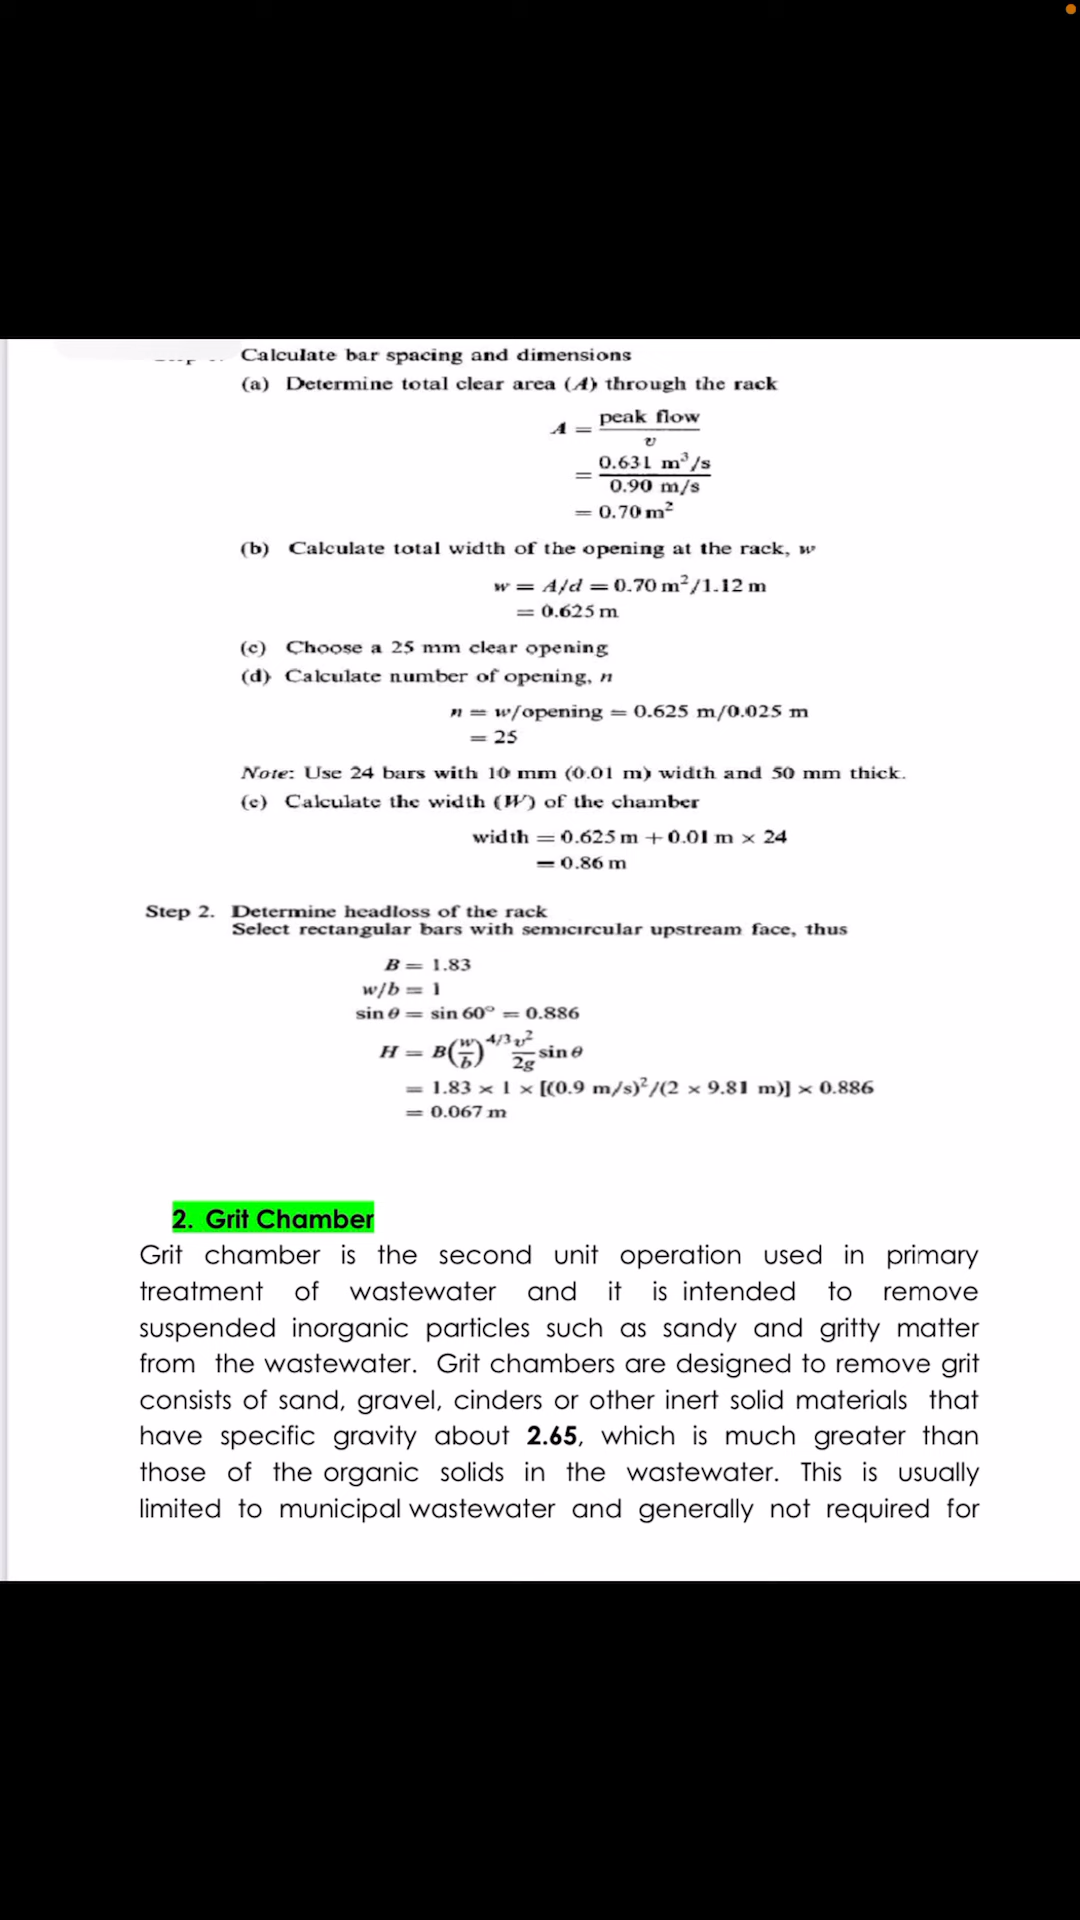 Calculate bar spacing and dimensions
(a) Determine total clear area (A) through the rack
A = peak flow / v
= 0.631 m³/s / 0.90 m/s
= 0.70 m²
(b) Calculate total width of the opening at the rack, w
w = A/d = 0.70 m²/1.12 m
= 0.625 m
(c) Choose a 25 mm clear opening
(d) Calculate number of opening, n
n = w/opening = 0.625 m/0.025 m
= 25
Note: Use 24 bars with 10 mm (0.01 m) width and 50 mm thick.
(e) Calculate the width (W) of the chamber
width = 0.625 m + 0.01 m × 24
= 0.86 m
Step 2. Determine headloss of the rack
Select rectangular bars with semicircular upstream face, thus
B = 1.83
w/b = 1
sin θ = sin 60° = 0.886
H = B(w/b)^4/3 v²/2g sin θ
= 1.83 × 1 × [(0.9 m/s)²/(2 × 9.81 m)] × 0.886
= 0.067 m
2. Grit Chamber
Grit chamber is the second unit operation used in primary
treatment of wastewater and it is intended to remove
suspended inorganic particles such as sandy and gritty matter
from the wastewater. Grit chambers are designed to remove grit
consists of sand, gravel, cinders or other inert solid materials that
have specific gravity about 2.65, which is much greater than
those of the organic solids in the wastewater. This is usually
limited to municipal wastewater and generally not required for